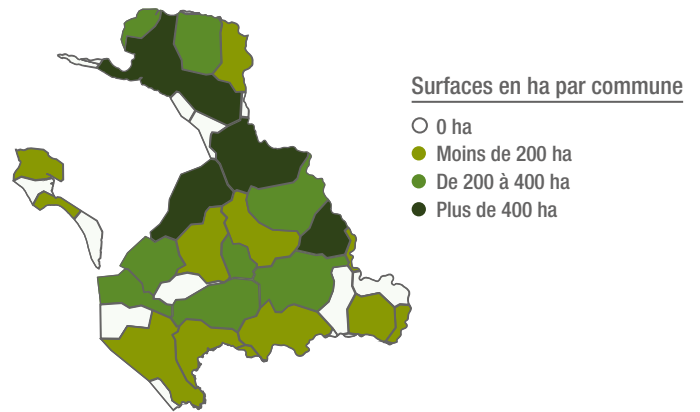 Surfaces en ha par commune
0 ha
Moins de 200 ha
De 200 à 400 ha
Plus de 400 ha